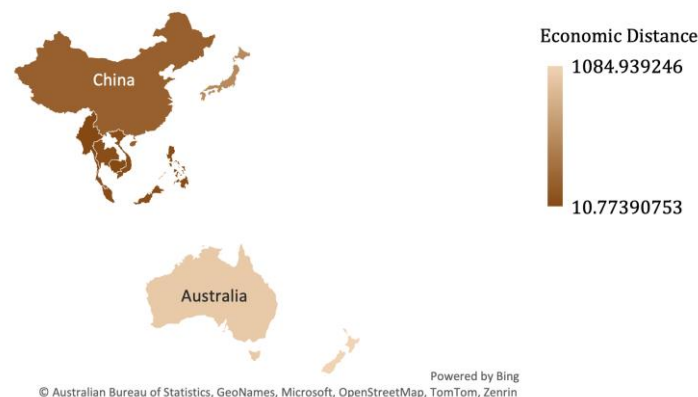 Economic Distance
1084.939246
China
10.77390753
Australia
Powered by Bing
© Australian Bureau of Statistics, GeoNames, Microsoft, OpenStreetMap, TomTom, Zenrin